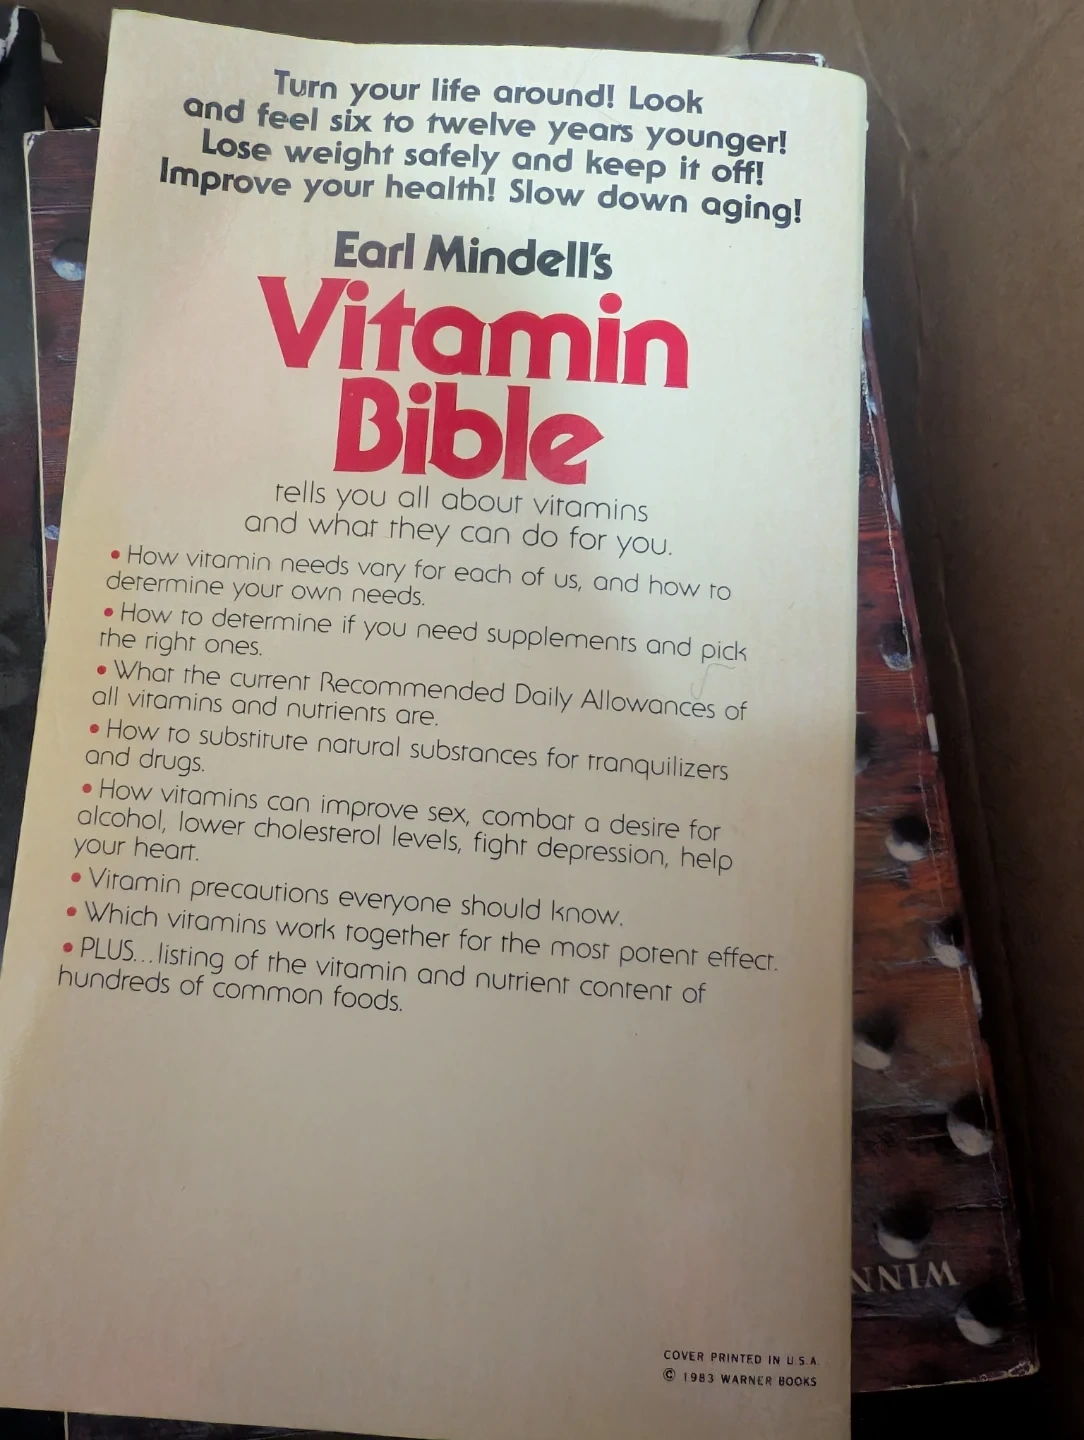 Turn your life around! Look
and feel six to twelve years younger!
Lose weight safely and keep it off!
Improve your health! Slow down aging!
Earl Mindell's
Vitamin
Bible
tells you all about vitamins
and what they can do for you.
• How vitamin needs vary for each of us, and how to
determine your own needs.
• How to determine if you need supplements and pick
the right ones.
• What the current Recommended Daily Allowances of
all vitamins and nutrients are.
• How to substitute natural substances for tranquilizers
and drugs.
• How vitamins can improve sex, combat a desire for
alcohol, lower cholesterol levels, fight depression, help
your heart.
• Vitamin precautions everyone should know.
• Which vitamins work together for the most potent effect.
• PLUS...listing of the vitamin and nutrient content of
hundreds of common foods.
WINN
COVER PRINTED IN U.S.A.
© 1983 WARNER BOOKS